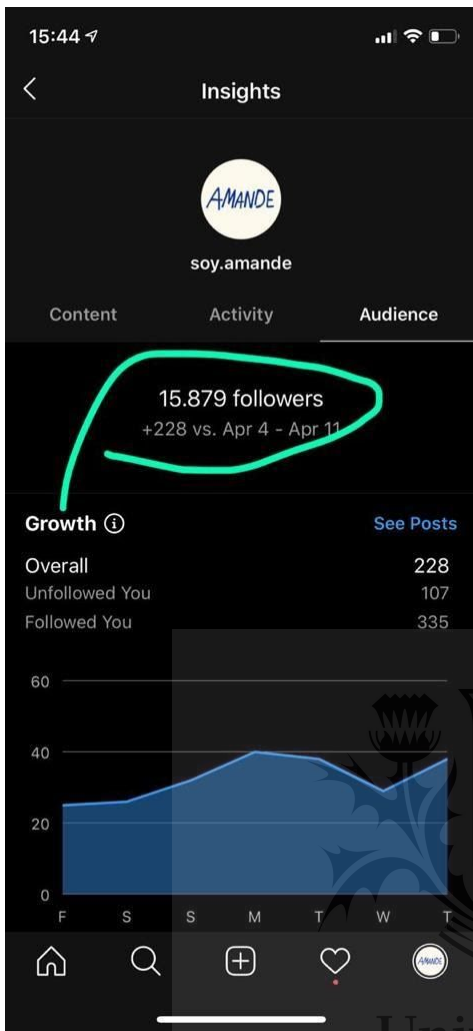 15:44
Insights
AMANDE
soy.amande
Content Activity Audience
15.879 followers
+228 vs. Apr 4 - Apr 11
Growth See Posts
Overall 228
Unfollowed You 107
Followed You 335
60
40
20
0
F S S M T W T
AMANDE
Uni